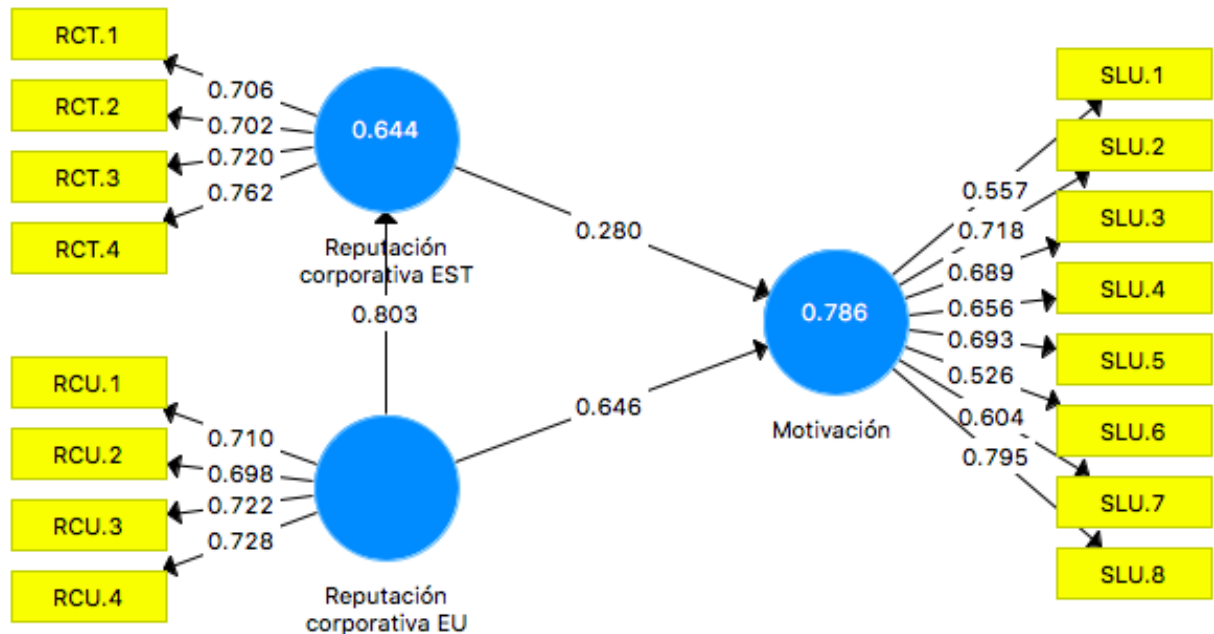 RCT.1
RCT.2
RCT.3
RCT.4
0.706
0.702
0.720
0.762
0.644
Reputación
corporativa EST
0.803
0.280
0.646
RCU.1
RCU.2
RCU.3
RCU.4
0.710
0.698
0.722
0.728
Reputación
corporativa EU
0.786
Motivación
0.557
0.718
0.689
0.656
0.693
0.526
0.604
0.795
SLU.1
SLU.2
SLU.3
SLU.4
SLU.5
SLU.6
SLU.7
SLU.8